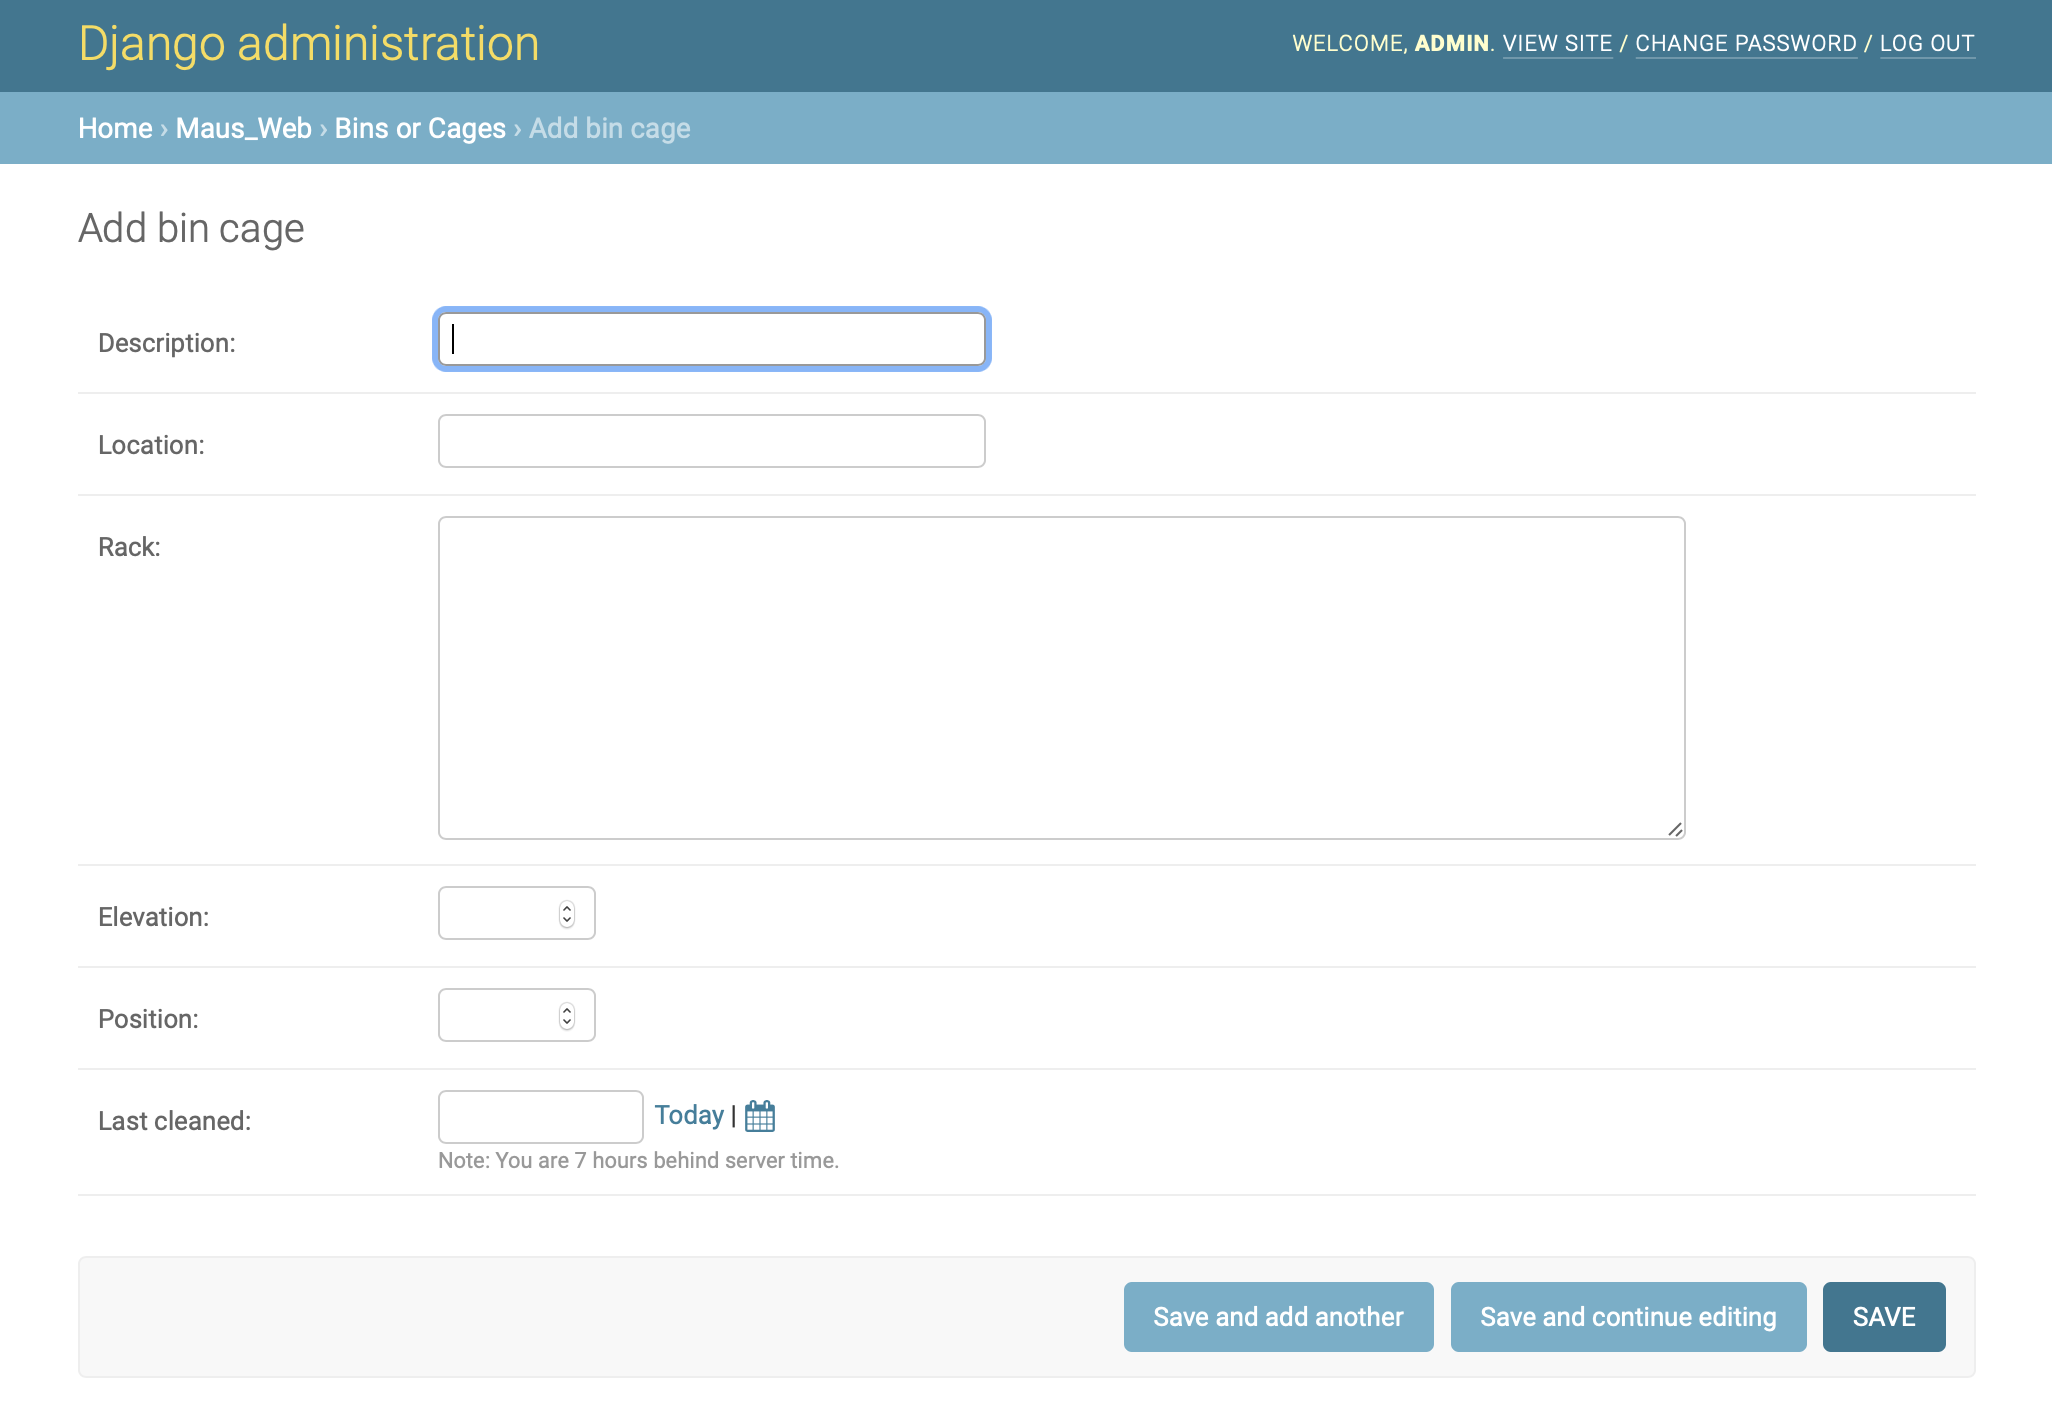 Django administration
WELCOME, ADMIN. VIEW SITE / CHANGE PASSWORD / LOG OUT
Home › Maus_Web › Bins or Cages › Add bin cage
Add bin cage
Description:
Location:
Rack:
Elevation:
Position:
Last cleaned:
Today |
Note: You are 7 hours behind server time.
Save and add another
Save and continue editing
SAVE